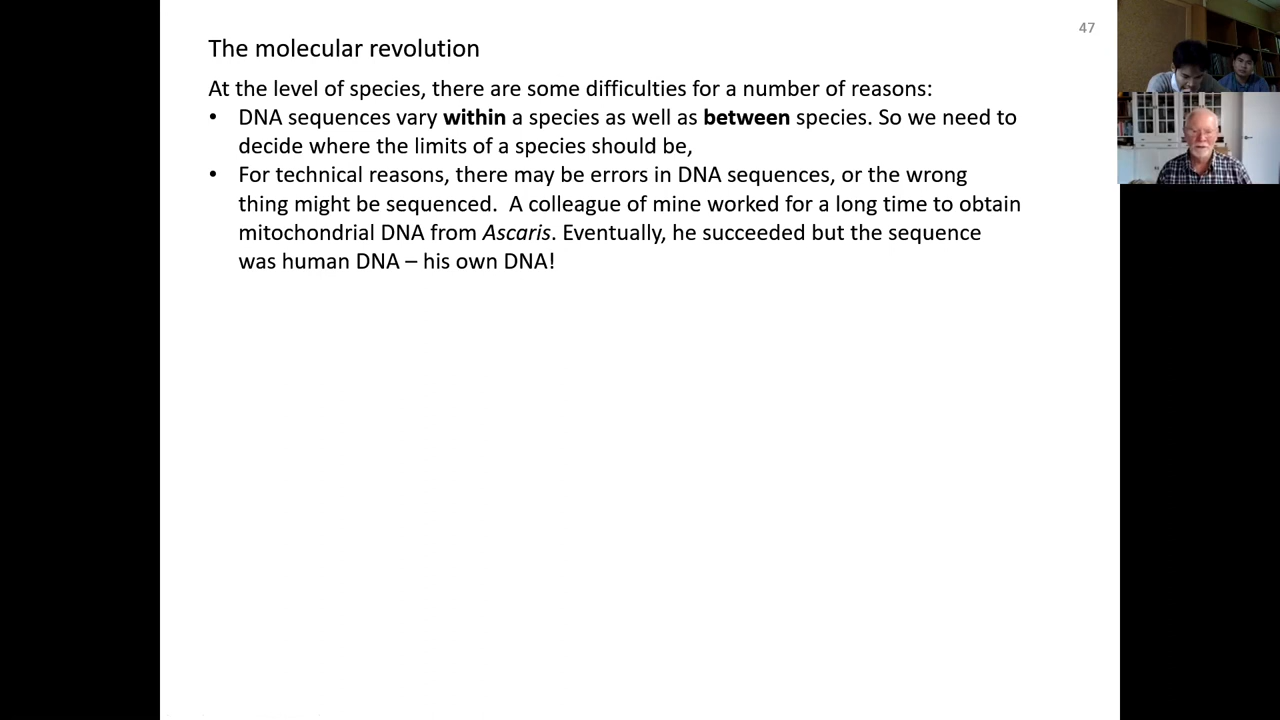 47
The molecular revolution
At the level of species, there are some difficulties for a number of reasons:
• DNA sequences vary within a species as well as between species. So we need to
decide where the limits of a species should be,
• For technical reasons, there may be errors in DNA sequences, or the wrong
thing might be sequenced.  A colleague of mine worked for a long time to obtain
mitochondrial DNA from Ascaris. Eventually, he succeeded but the sequence
was human DNA – his own DNA!